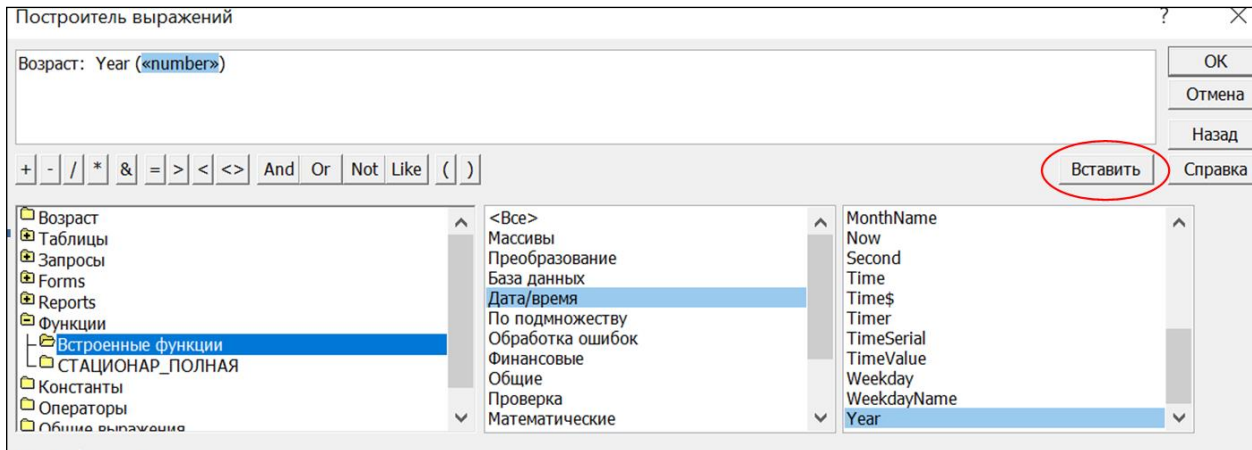 Построитель выражений
?
Возраст: Year («number»)
OK
Отмена
Назад
+ - / * & = > < <> And Or Not Like ( )
Вставить
Справка
Возраст
Таблицы
Запросы
Forms
Reports
Функции
Встроенные функции
СТАЦИОНАР_ПОЛНАЯ
Константы
Операторы
Общие выражения
<Все>
Массивы
Преобразование
База данных
Дата/время
По подмножеству
Обработка ошибок
Финансовые
Общие
Проверка
Математические
MonthName
Now
Second
Time
Time$
Timer
TimeSerial
TimeValue
Weekday
WeekdayName
Year